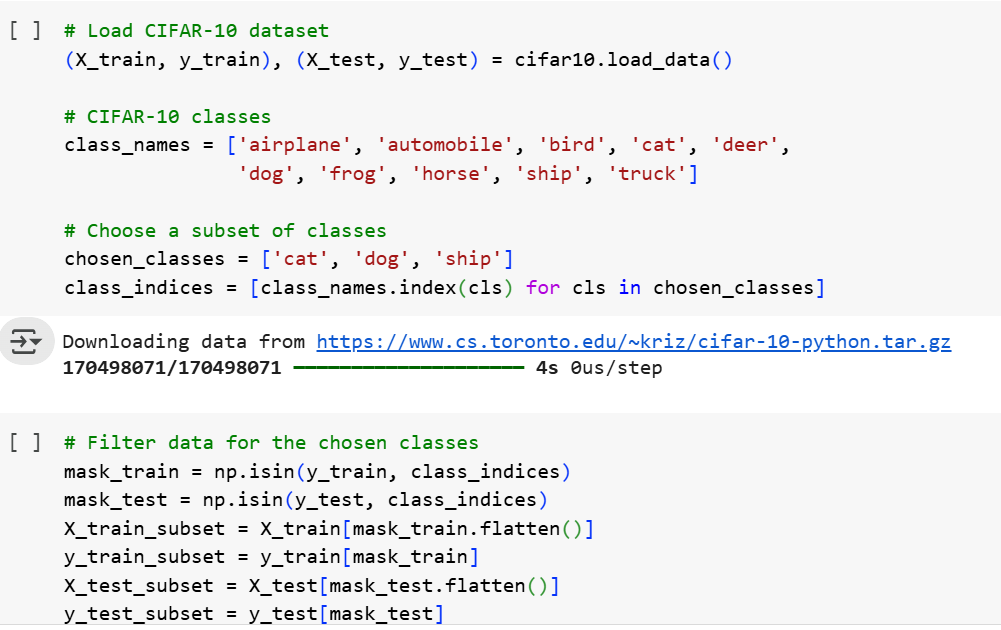 [ ] # Load CIFAR-10 dataset
(X_train, y_train), (X_test, y_test) = cifar10.load_data()
# CIFAR-10 classes
class_names = ['airplane', 'automobile', 'bird', 'cat', 'deer',
'dog', 'frog', 'horse', 'ship', 'truck']
# Choose a subset of classes
chosen_classes = ['cat', 'dog', 'ship']
class_indices = [class_names.index(cls) for cls in chosen_classes]
Downloading data from https://www.cs.toronto.edu/~kriz/cifar-10-python.tar.gz
170498071/170498071 ━━━━━━━━━━━━━━━━━━━━ 4s 0us/step
[ ] # Filter data for the chosen classes
mask_train = np.isin(y_train, class_indices)
mask_test = np.isin(y_test, class_indices)
X_train_subset = X_train[mask_train.flatten()]
y_train_subset = y_train[mask_train]
X_test_subset = X_test[mask_test.flatten()]
y_test_subset = y_test[mask_test]